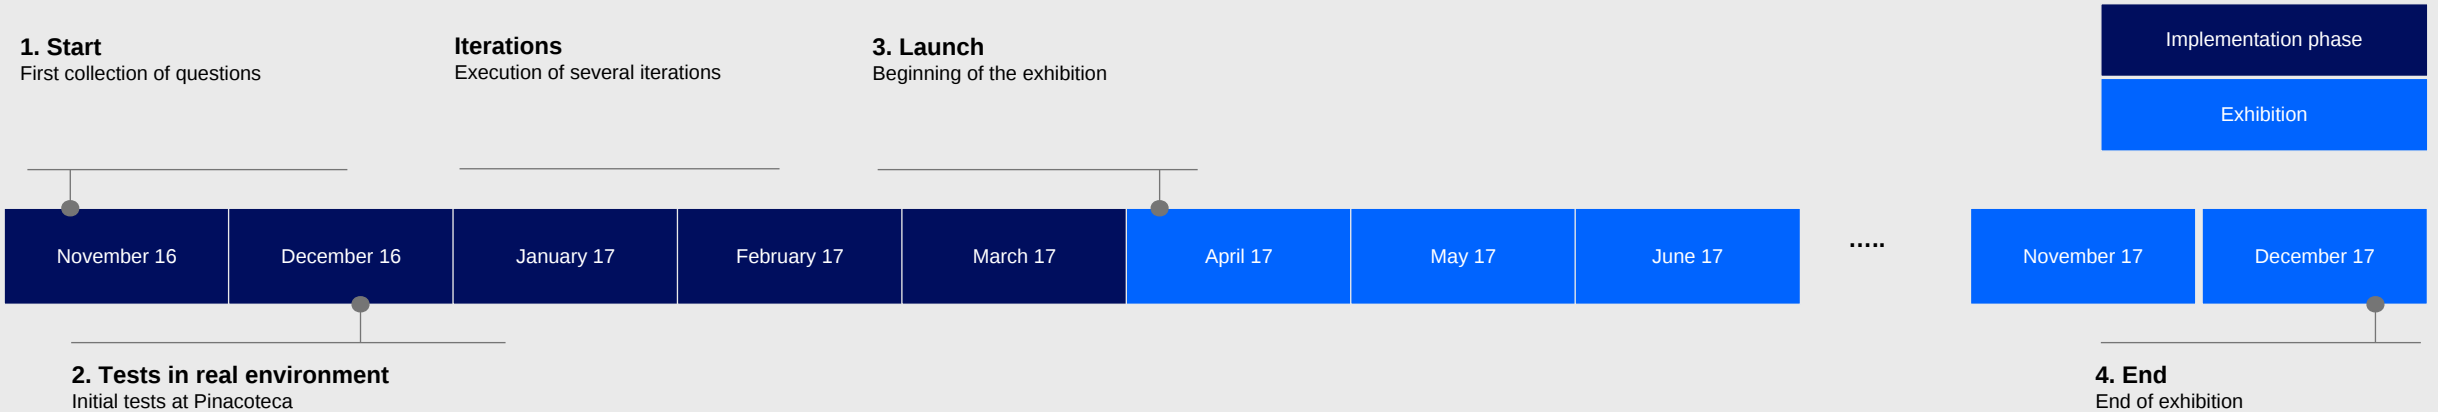 1. Start
First collection of questions
Iterations
Execution of several iterations
3. Launch
Beginning of the exhibition
Implementation phase
Exhibition
November 16
December 16
January 17
February 17
March 17
April 17
May 17
June 17
.....
November 17
December 17
2. Tests in real environment
Initial tests at Pinacoteca
4. End
End of exhibition